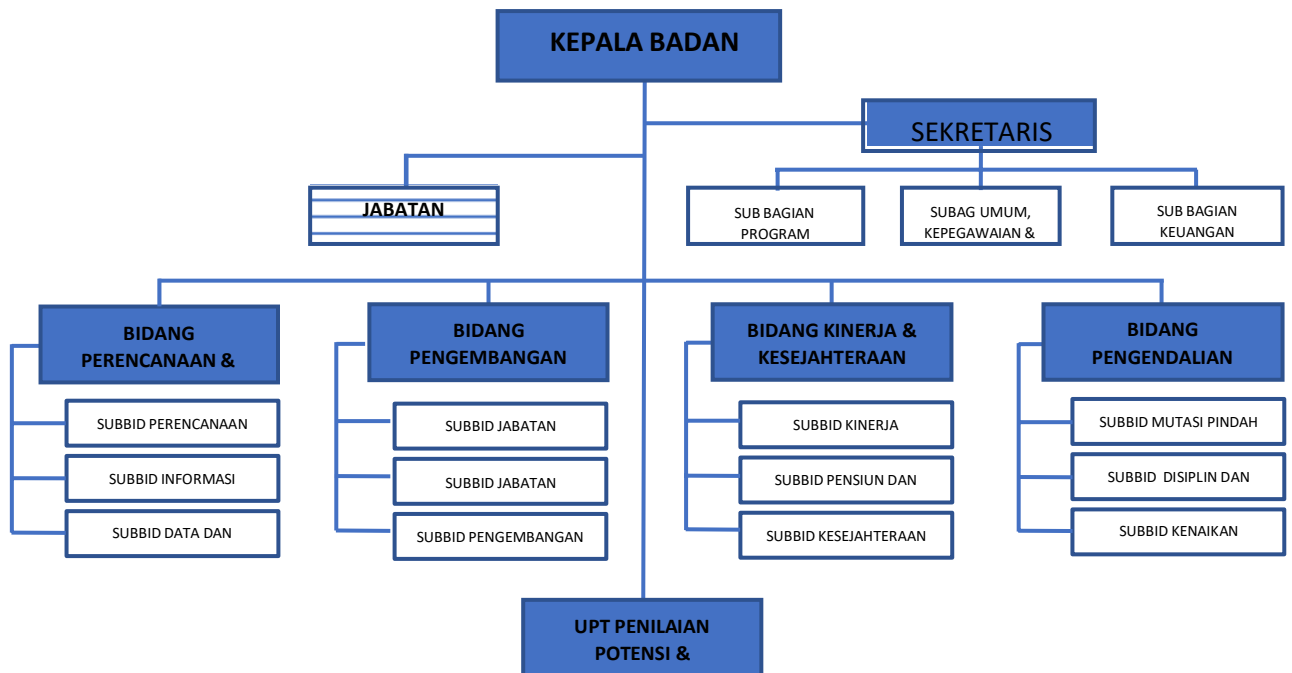 KEPALA BADAN
SEKRETARIS
JABATAN
SUB BAGIAN
PROGRAM
SUBAG UMUM,
KEPEGAWAIAN &
SUB BAGIAN
KEUANGAN
BIDANG
PERENCANAAN &
SUBBID PERENCANAAN
SUBBID INFORMASI
SUBBID DATA DAN
BIDANG
PENGEMBANGAN
SUBBID JABATAN
SUBBID JABATAN
SUBBID PENGEMBANGAN
BIDANG KINERJA &
KESEJAHTERAAN
SUBBID KINERJA
SUBBID PENSIUN DAN
SUBBID KESEJAHTERAAN
BIDANG
PENGENDALIAN
SUBBID MUTASI PINDAH
SUBBID DISIPLIN DAN
SUBBID KENAIKAN
UPT PENILAIAN
POTENSI &